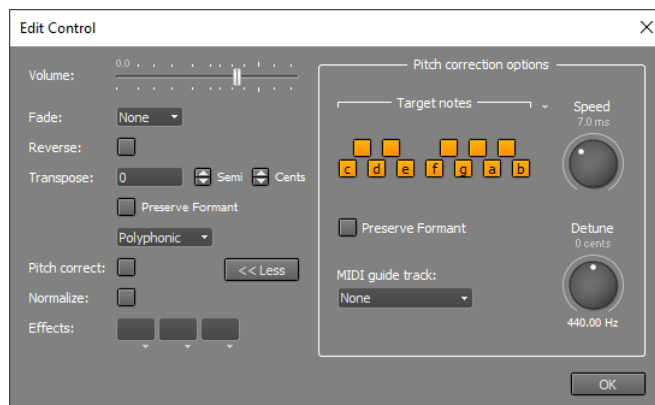 Edit Control
Volume:
0.0
Fade:
None
Reverse:
Transpose:
0
Semi
Cents
Preserve Formant
Polyphonic
Pitch correct:
<< Less
Normalize:
Effects:
Pitch correction options
Target notes
Speed
7.0 ms
c d e f g a b
Preserve Formant
Detune
0 cents
MIDI guide track:
None
440.00 Hz
OK